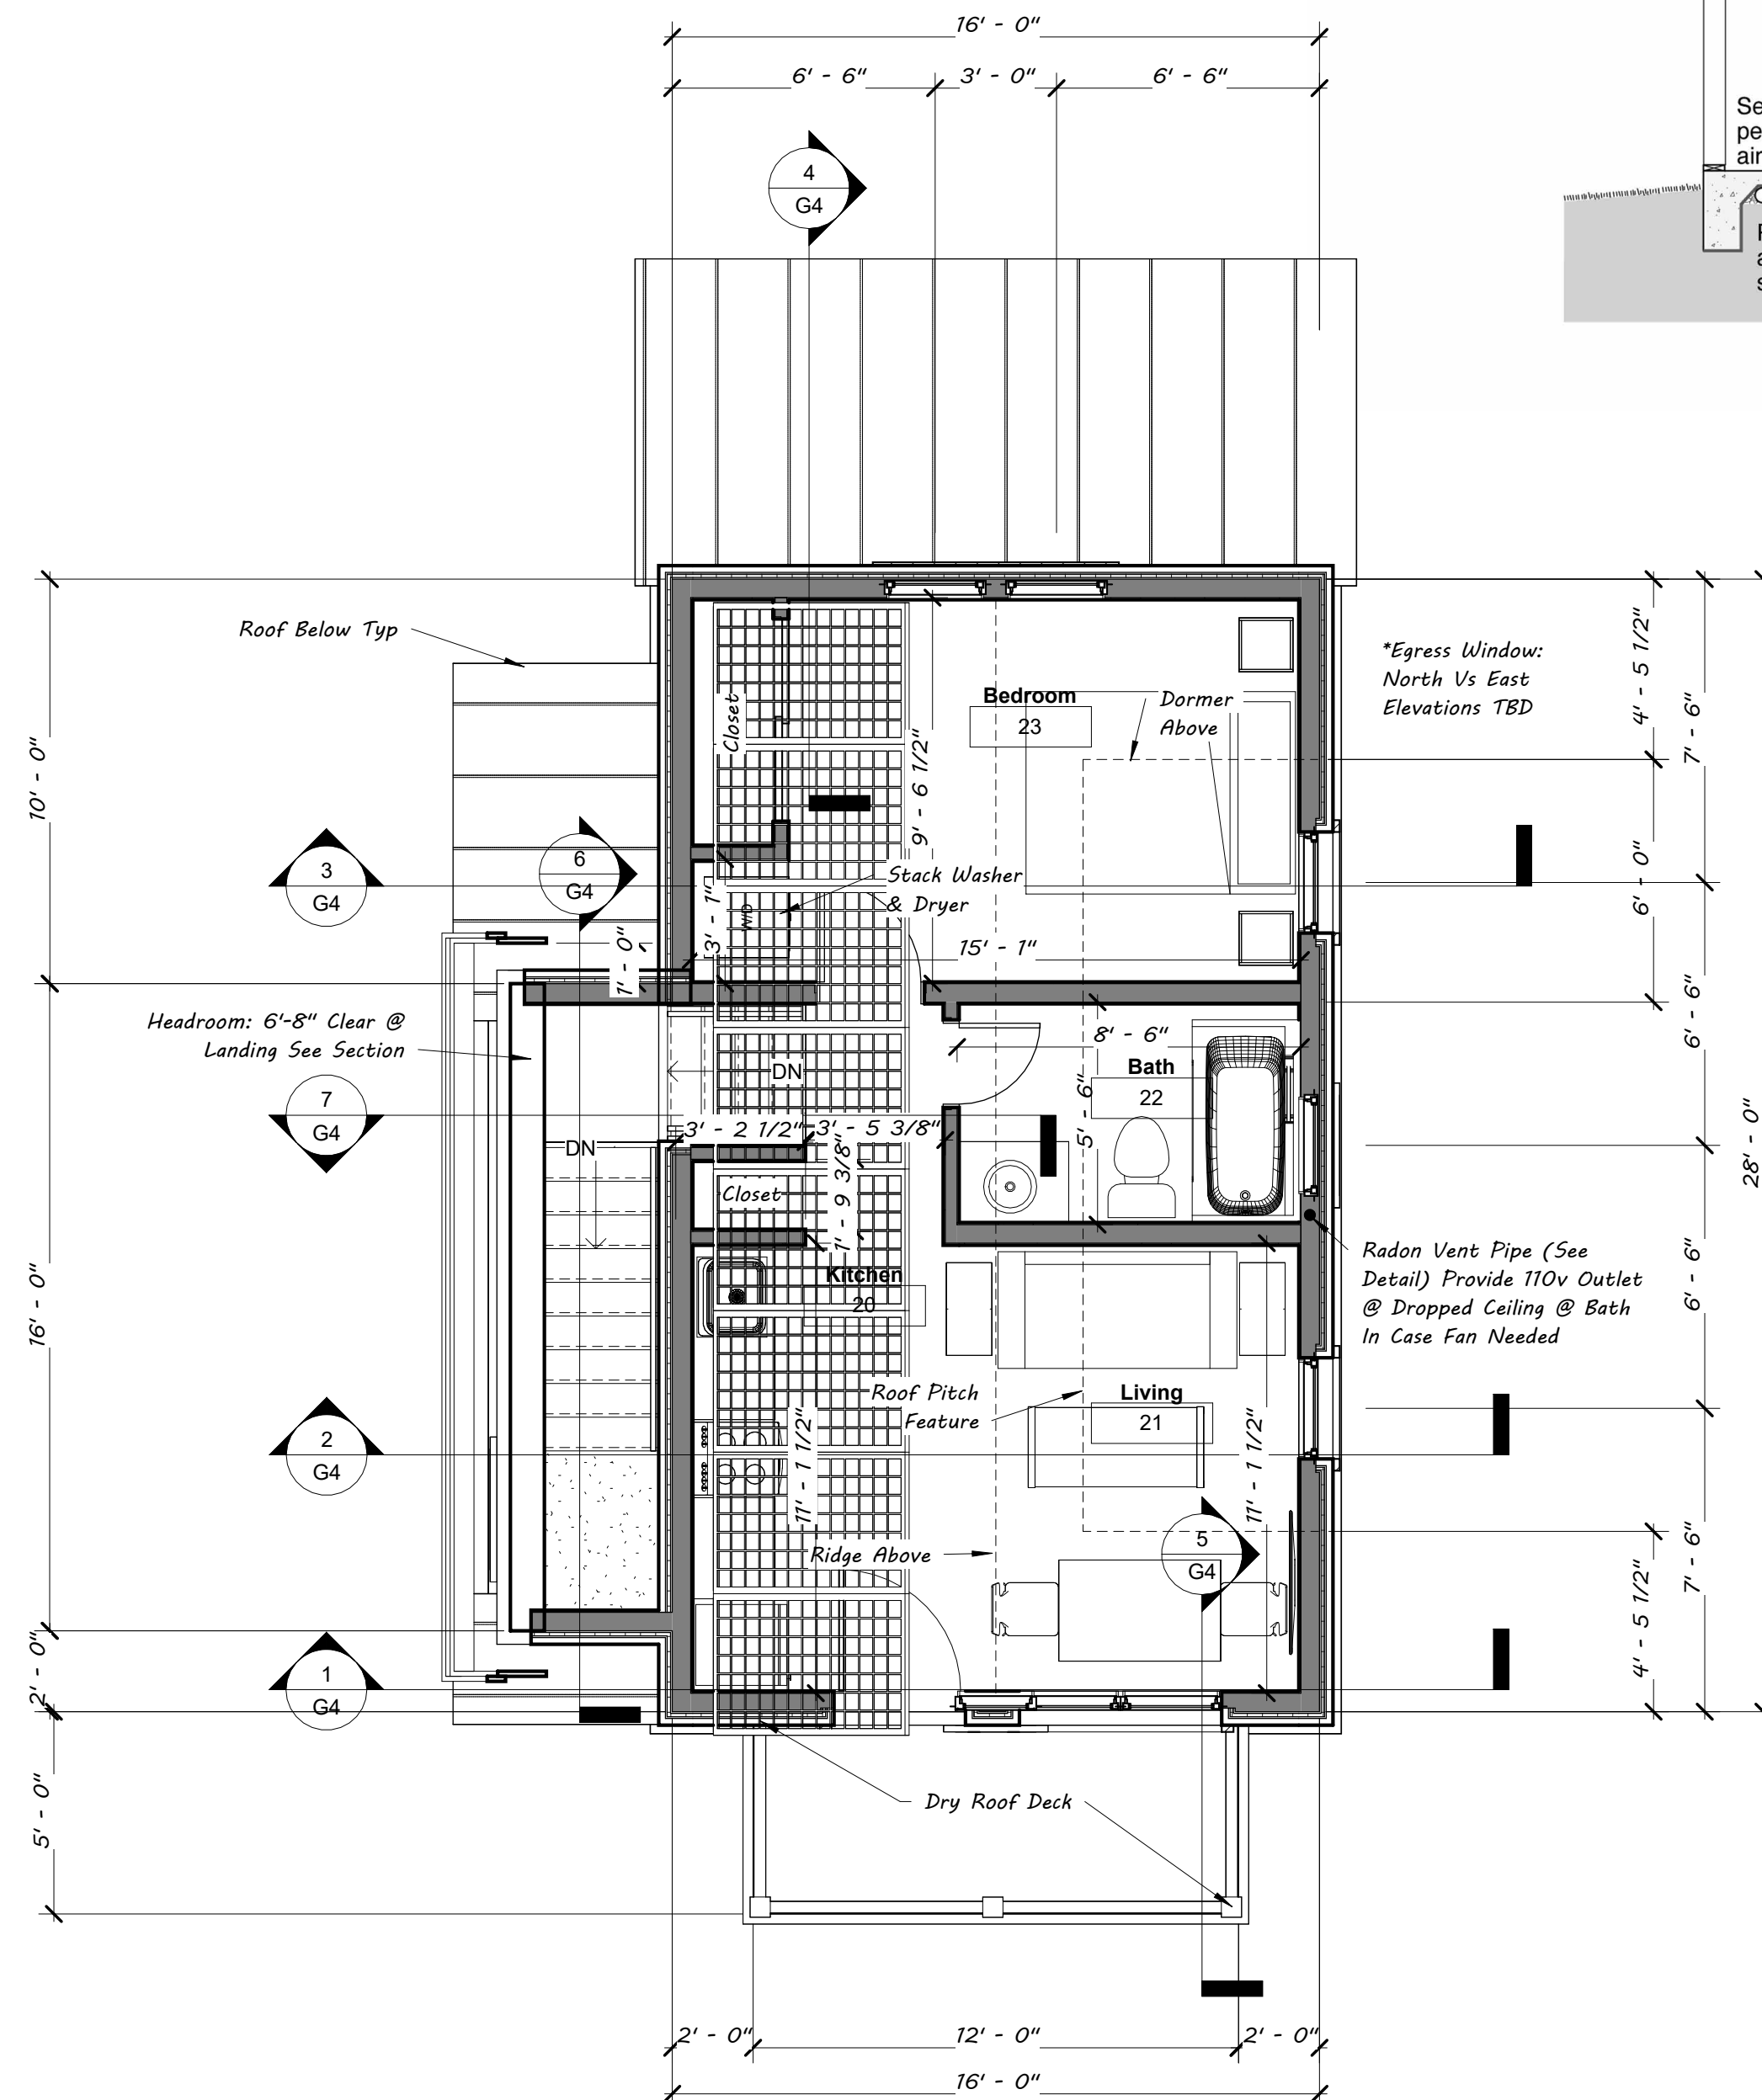 16' - 0"
6' - 6"
3' - 0"
6' - 6"
4
G4
Roof Below Typ
*Egress Window:
North Vs East
Elevations TBD
4' - 5 1/2"
7' - 6"
10' - 0"
Closet
Bedroom
23
Dormer
Above
9' - 6 1/2"
3
G4
6
G4
Stack Washer
& Dryer
W/D
3' - 1"
6' - 0"
1' - 0"
15' - 1"
6' - 6"
Headroom: 6'-8" Clear @
Landing See Section
8' - 6"
DN
Bath
22
5' - 6"
7
G4
3' - 2 1/2"
3' - 5 3/8"
DN
1' - 9 3/8"
Closet
28' - 0"
Radon Vent Pipe (See
Detail) Provide 110v Outlet
@ Dropped Ceiling @ Bath
In Case Fan Needed
6' - 6"
16' - 0"
Kitchen
20
Roof Pitch
Feature
Living
21
2
G4
11' - 1 1/2"
11' - 1 1/2"
Ridge Above
5
G4
4' - 5 1/2"
7' - 6"
2' - 0"
1
G4
5' - 0"
Dry Roof Deck
2' - 0"
12' - 0"
2' - 0"
16' - 0"